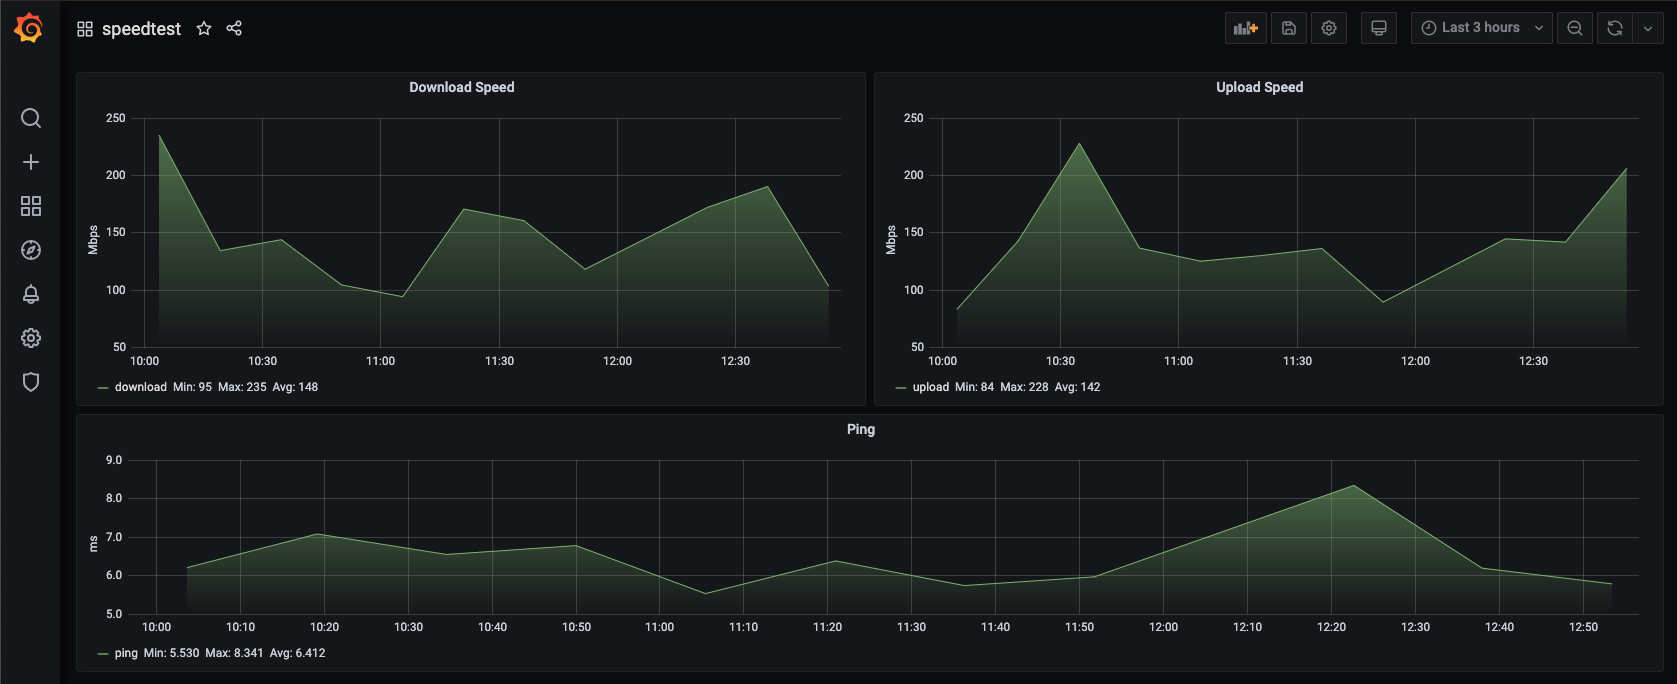 speedtest
Last 3 hours
Download Speed
250
200
150
100
50
Mbps
10:00 10:30 11:00 11:30 12:00 12:30
download Min: 95 Max: 235 Avg: 148
Upload Speed
250
200
150
100
50
Mbps
10:00 10:30 11:00 11:30 12:00 12:30
upload Min: 84 Max: 228 Avg: 142
Ping
9.0
8.0
7.0
6.0
5.0
ms
10:00 10:10 10:20 10:30 10:40 10:50 11:00 11:10 11:20 11:30 11:40 11:50 12:00 12:10 12:20 12:30 12:40 12:50
ping Min: 5.530 Max: 8.341 Avg: 6.412